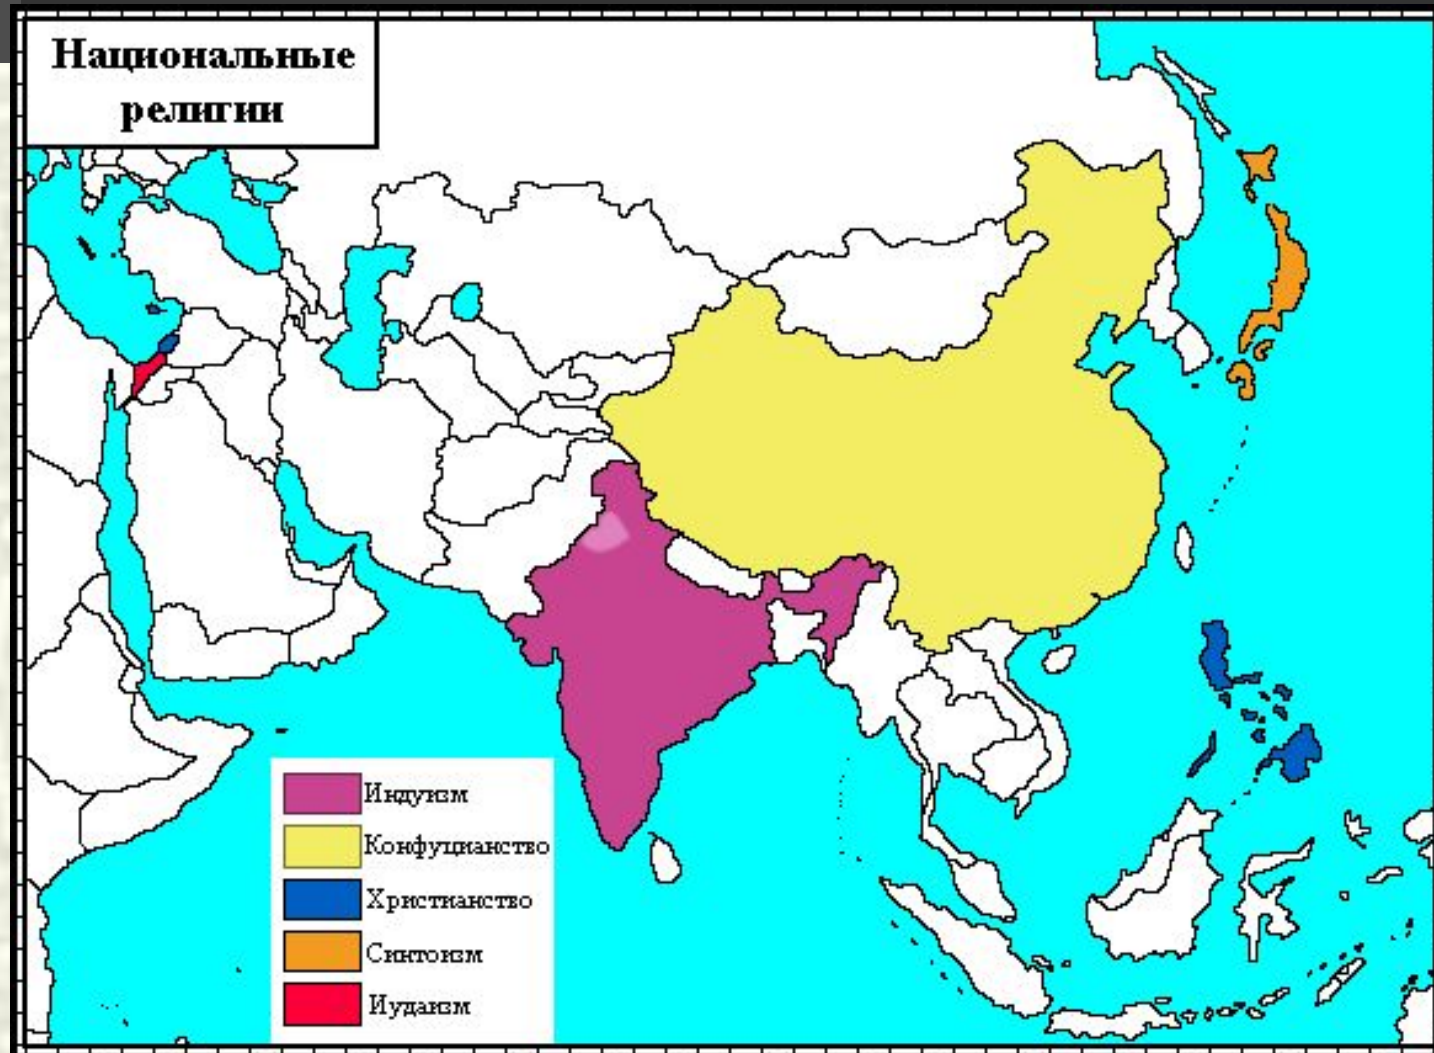 Национальные
религии
Индуизм
Конфуцианство
Христианство
Синтоизм
Иудаизм